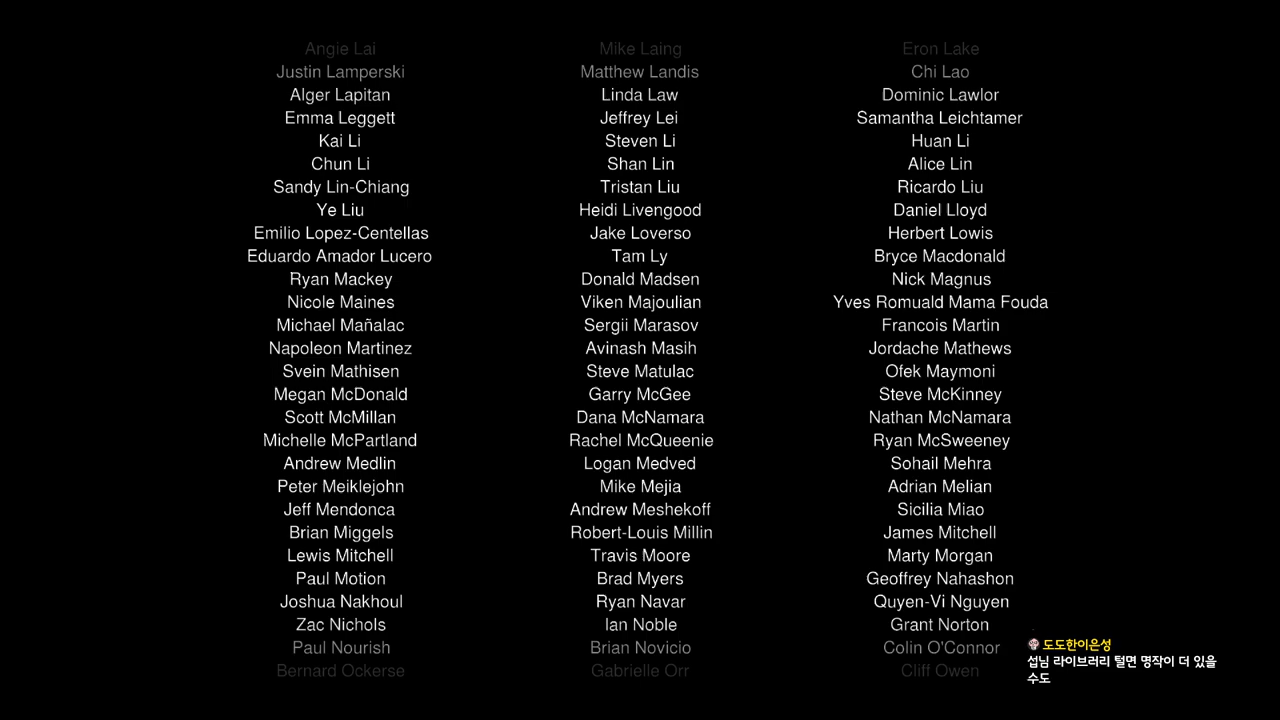 Angie Lai
Mike Laing
Eron Lake
Justin Lamperski
Matthew Landis
Chi Lao
Alger Lapitan
Linda Law
Dominic Lawlor
Emma Leggett
Jeffrey Lei
Samantha Leichtamer
Kai Li
Steven Li
Huan Li
Chun Li
Shan Lin
Alice Lin
Sandy Lin-Chiang
Tristan Liu
Ricardo Liu
Ye Liu
Heidi Livengood
Daniel Lloyd
Emilio Lopez-Centellas
Jake Loverso
Herbert Lowis
Eduardo Amador Lucero
Tam Ly
Bryce Macdonald
Ryan Mackey
Donald Madsen
Nick Magnus
Nicole Maines
Viken Majoulian
Yves Romuald Mama Fouda
Michael Mañalac
Sergii Marasov
Francois Martin
Napoleon Martinez
Avinash Masih
Jordache Mathews
Svein Mathisen
Steve Matulac
Ofek Maymoni
Megan McDonald
Garry McGee
Steve McKinney
Scott McMillan
Dana McNamara
Nathan McNamara
Michelle McPartland
Rachel McQueenie
Ryan McSweeney
Andrew Medlin
Logan Medved
Sohail Mehra
Peter Meiklejohn
Mike Mejia
Adrian Melian
Jeff Mendonca
Andrew Meshekoff
Sicilia Miao
Brian Miggels
Robert-Louis Millin
James Mitchell
Lewis Mitchell
Travis Moore
Marty Morgan
Paul Motion
Brad Myers
Geoffrey Nahashon
Joshua Nakhoul
Ryan Navar
Quyen-Vi Nguyen
Zac Nichols
Ian Noble
Grant Norton
Paul Nourish
Brian Novicio
Colin O'Connor
Bernard Ockerse
Gabrielle Orr
Cliff Owen
도도한이은성
섭님 라이브러리 털면 명작이 더 있을
수도